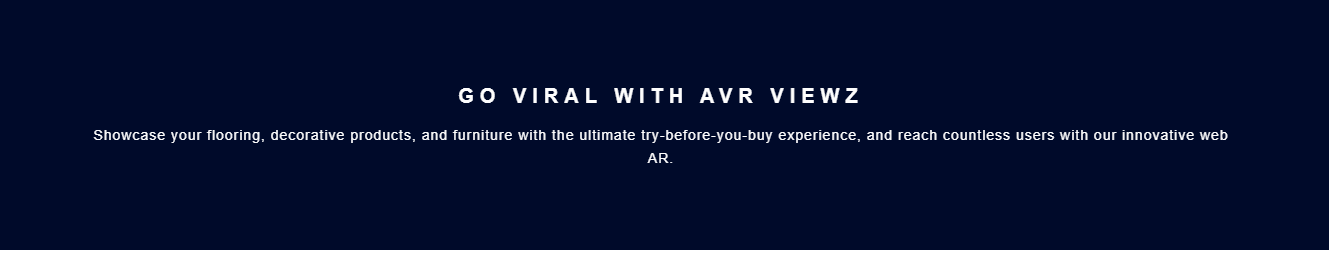 GO VIRAL WITH AVR VIEWZ
Showcase your flooring, decorative products, and furniture with the ultimate try-before-you-buy experience, and reach countless users with our innovative web
AR.